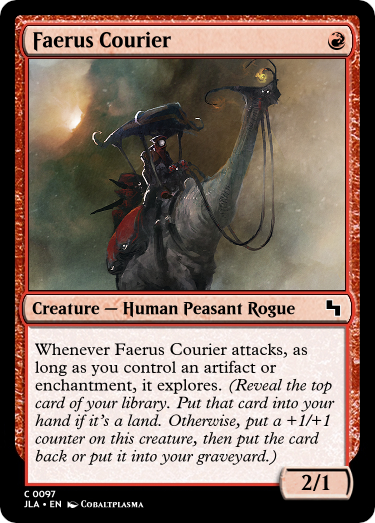 Faerus Courier
Creature — Human Peasant Rogue
Whenever Faerus Courier attacks, as
long as you control an artifact or
enchantment, it explores. (Reveal the top
card of your library. Put that card into your
hand if it's a land. Otherwise, put a +1/+1
counter on this creature, then put the card
back or put it into your graveyard.)
2/1
C 0097
JLA • EN Cobaltplasma